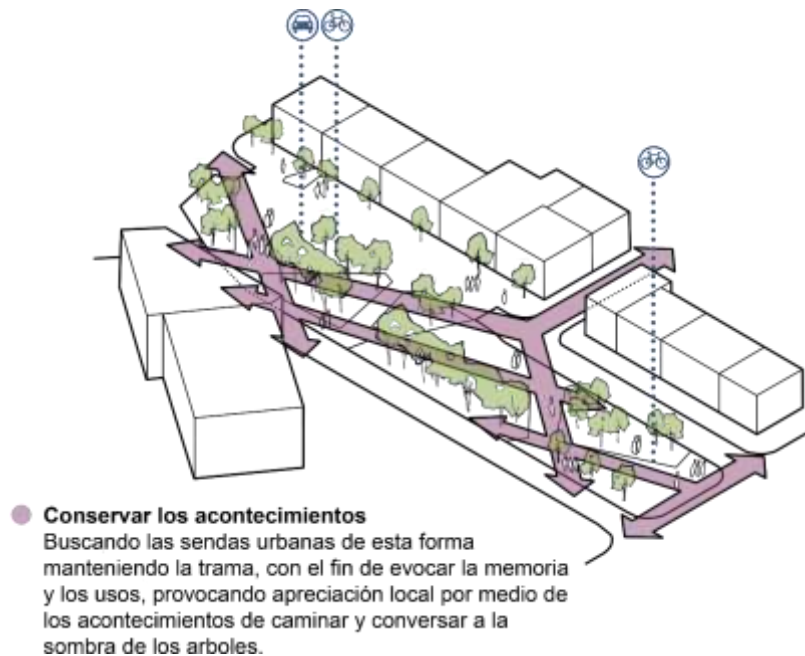 Conservar los acontecimientos
Buscando las sendas urbanas de esta forma
manteniendo la trama, con el fin de evocar la memoria
y los usos, provocando apreciación local por medio de
los acontecimientos de caminar y conversar a la
sombra de los arboles.